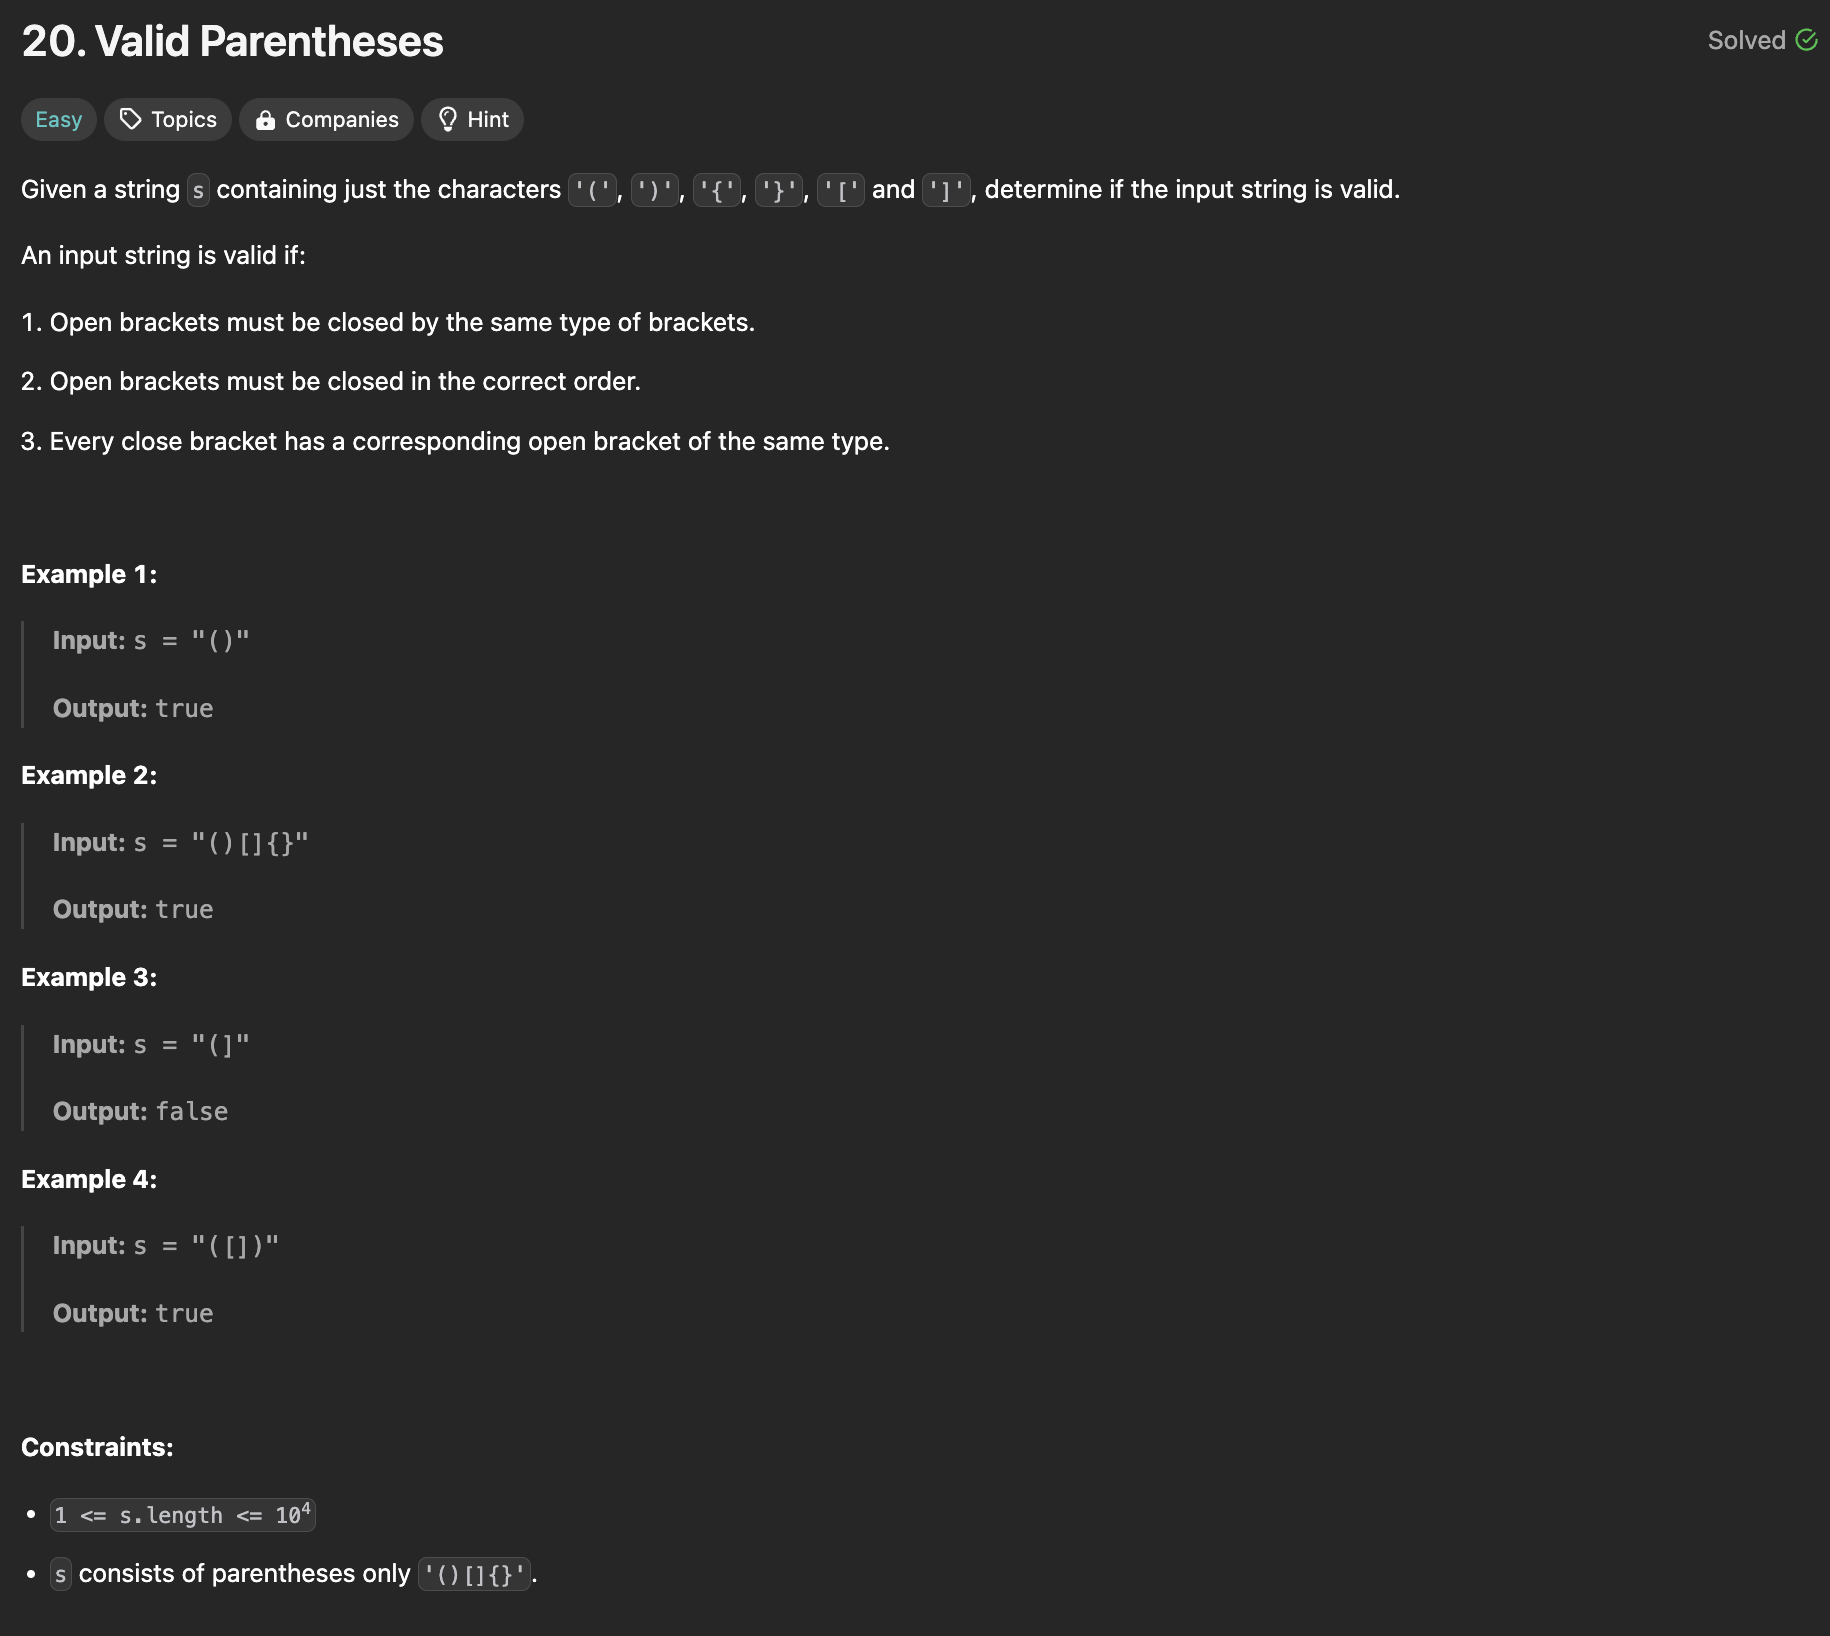 20. Valid Parentheses
Solved
Easy Topics Companies Hint
Given a string s containing just the characters '(', ')', '{', '}', '[' and ']', determine if the input string is valid.
An input string is valid if:
1. Open brackets must be closed by the same type of brackets.
2. Open brackets must be closed in the correct order.
3. Every close bracket has a corresponding open bracket of the same type.
Example 1:
Input: s = "()"
Output: true
Example 2:
Input: s = "()[]{}"
Output: true
Example 3:
Input: s = "(]"
Output: false
Example 4:
Input: s = "([])"
Output: true
Constraints:
• 1 <= s.length <= 10⁴
• s consists of parentheses only '()[]{}'.